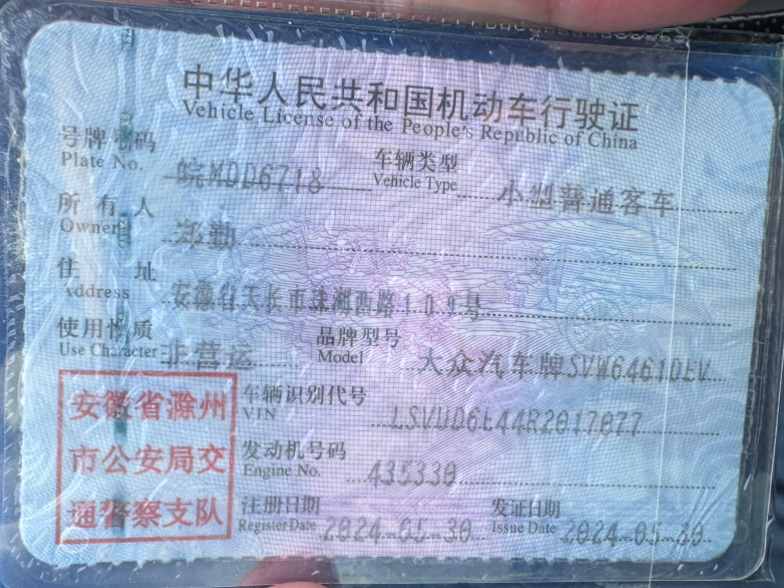 中华人民共和国机动车行驶证
Vehicle License of the People's Republic of China
号牌号码 皖MDD6718 车辆类型 小型普通客车
Plate No. Vehicle Type
所有人 郑勤
Owner
住址 安徽省天长市珠湖西路109号
Address
使用性质 非营运 品牌型号 大众汽车牌SVW6461DEV
Use Character Model
安徽省滁州
市公安局交
通警察支队
车辆识别代号 LSVUD6E44R2017077
VIN
发动机号码 435330
Engine No.
注册日期 2024-05-30 发证日期 2024-05-30
Register Date Issue Date